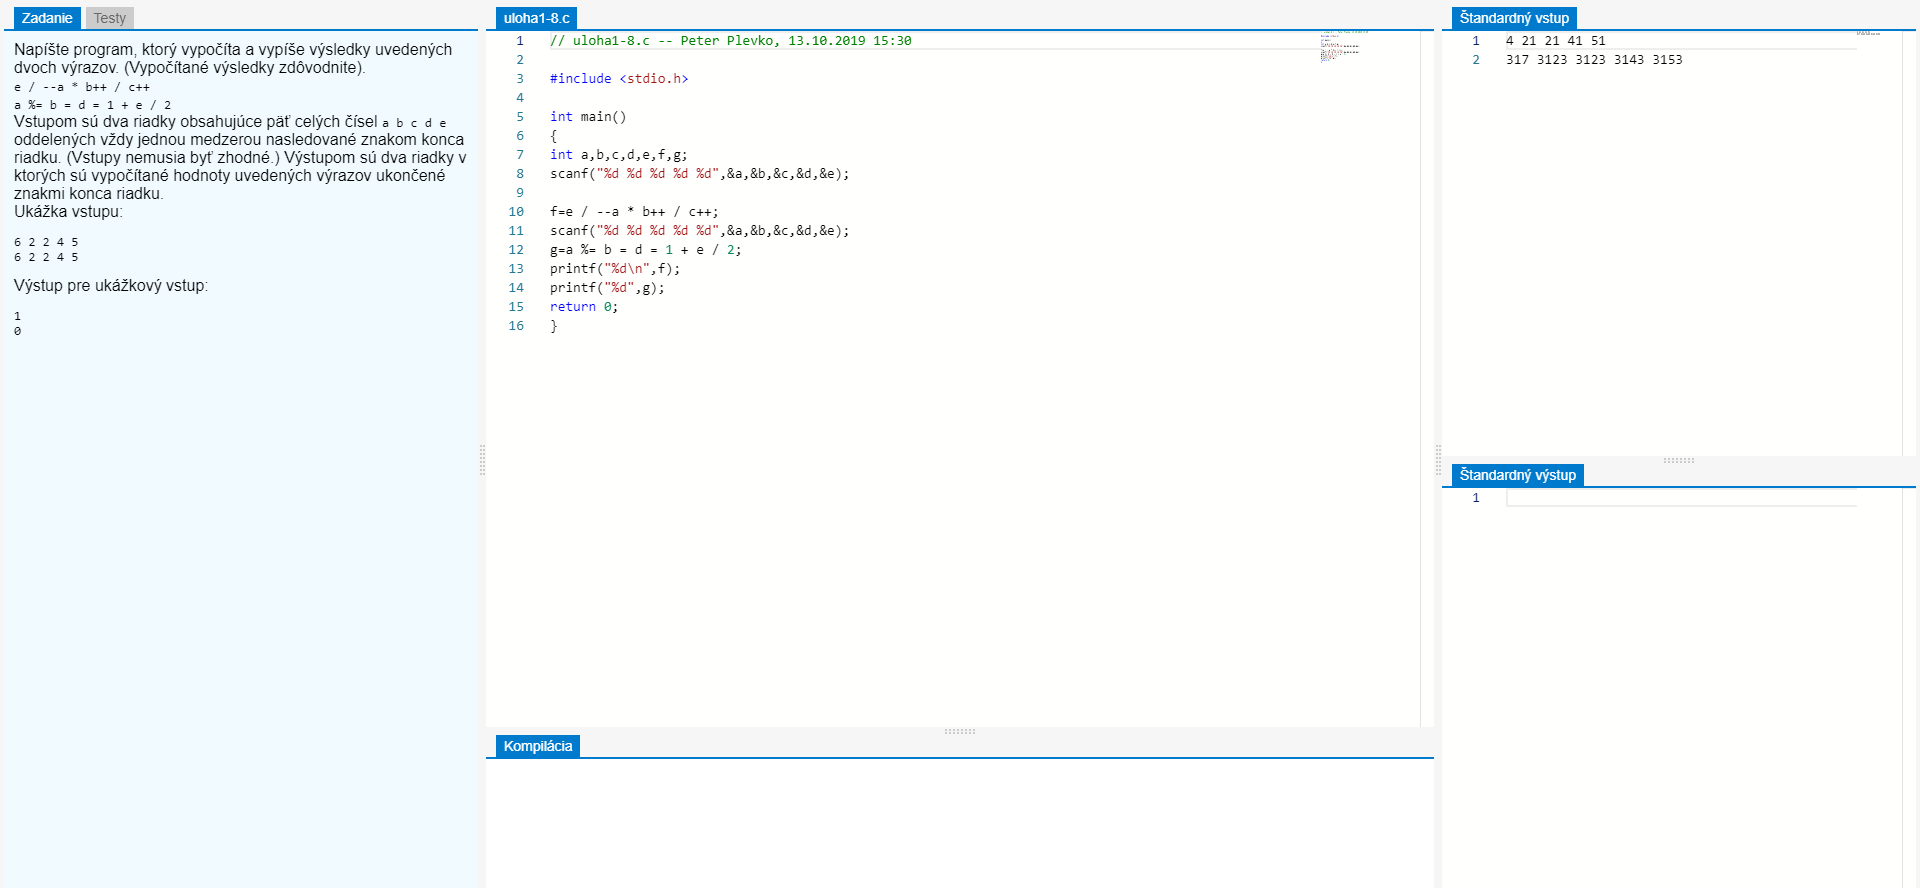 Zadanie Testy
Napíšte program, ktorý vypočíta a vypíše výsledky uvedených
dvoch výrazov. (Vypočítané výsledky zdôvodnite).
e / --a * b++ / c++
a %= b = d = 1 + e / 2
Vstupom sú dva riadky obsahujúce päť celých čísel a b c d e
oddelených vždy jednou medzerou nasledované znakom konca
riadku. (Vstupy nemusia byť zhodné.) Výstupom sú dva riadky v
ktorých sú vypočítané hodnoty uvedených výrazov ukončené
znakmi konca riadku.
Ukážka vstupu:
6 2 2 4 5
6 2 2 4 5
Výstup pre ukážkový vstup:
1
0
uloha1-8.c
1 // uloha1-8.c -- Peter Plevko, 13.10.2019 15:30
2
3 #include <stdio.h>
4
5 int main()
6 {
7 int a,b,c,d,e,f,g;
8 scanf("%d %d %d %d %d",&a,&b,&c,&d,&e);
9
10 f=e / --a * b++ / c++;
11 scanf("%d %d %d %d %d",&a,&b,&c,&d,&e);
12 g=a %= b = d = 1 + e / 2;
13 printf("%d\n",f);
14 printf("%d",g);
15 return 0;
16 }
Kompilácia
Štandardný vstup
1 4 21 21 41 51
2 317 3123 3123 3143 3153
Štandardný výstup
1